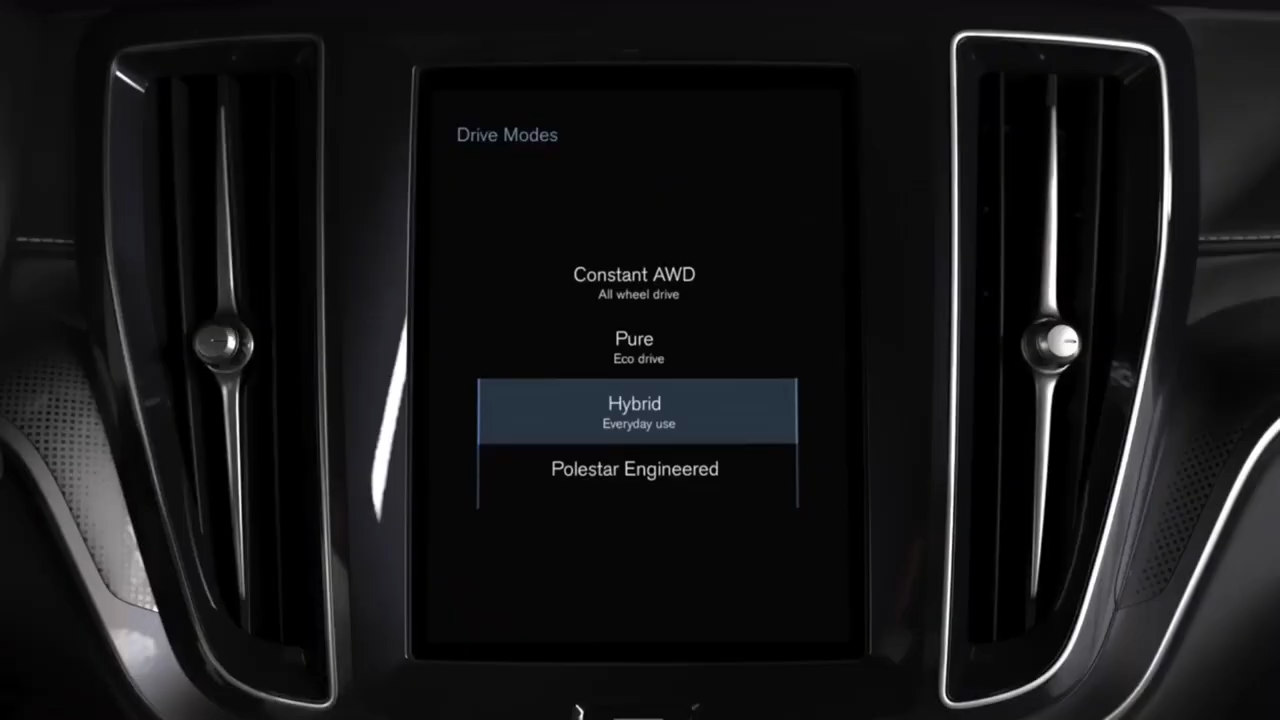 Drive Modes
Constant AWD
All wheel drive
Pure
Eco drive
Hybrid
Everyday use
Polestar Engineered